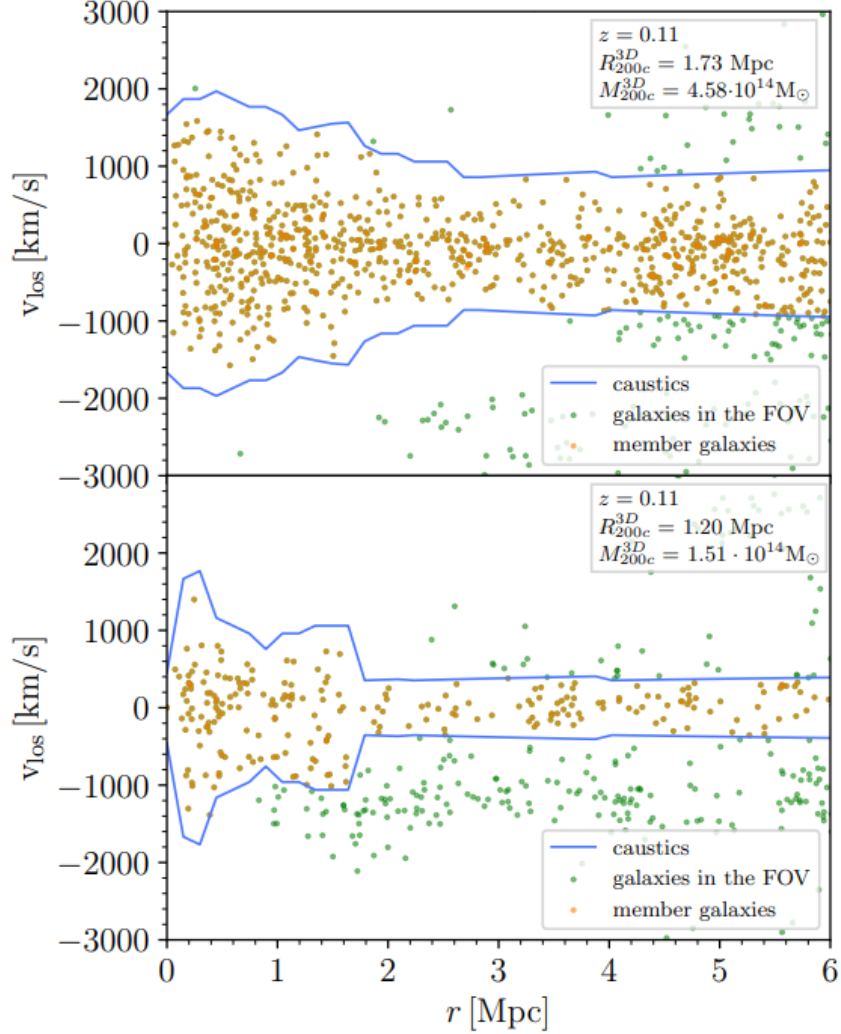 3000
2000
1000
0
−1000
−2000
−3000
v_los [km/s]
z = 0.11
R^3D_200c = 1.73 Mpc
M^3D_200c = 4.58·10^14 M_⊙
caustics
galaxies in the FOV
member galaxies
2000
1000
0
−1000
−2000
−3000
v_los [km/s]
z = 0.11
R^3D_200c = 1.20 Mpc
M^3D_200c = 1.51 · 10^14 M_⊙
caustics
galaxies in the FOV
member galaxies
0 1 2 3 4 5 6
r [Mpc]